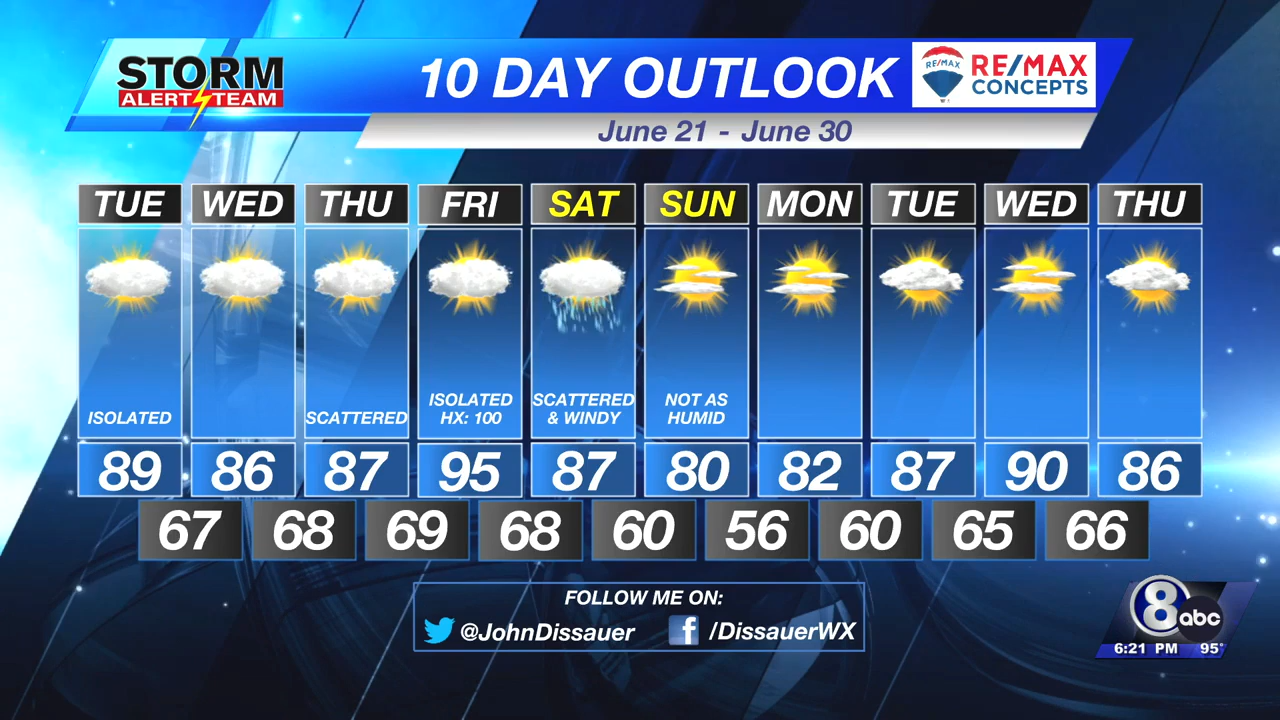 STORM
ALERT TEAM
10 DAY OUTLOOK
RE/MAX
RE/MAX
CONCEPTS
June 21 - June 30
TUE WED THU FRI SAT SUN MON TUE WED THU
ISOLATED
SCATTERED
ISOLATED
HX: 100
SCATTERED
& WINDY
NOT AS
HUMID
89 86 87 95 87 80 82 87 90 86
67 68 69 68 60 56 60 65 66
FOLLOW ME ON:
@JohnDissauer f /DissauerWX
8 abc
6:21 PM 95°